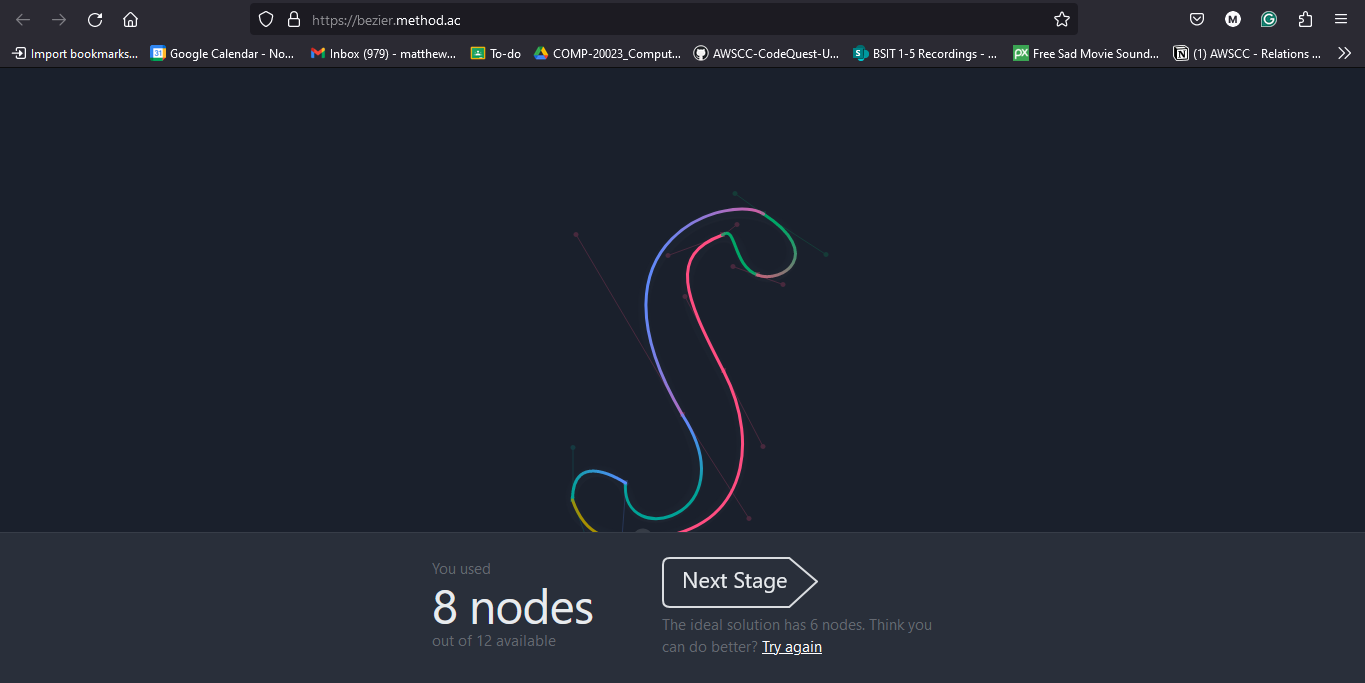 https://bezier.method.ac
M
G
Import bookmarks...
31 Google Calendar - No...
Inbox (979) - matthew...
To-do
COMP-20023_Comput...
AWSCC-CodeQuest-U...
S BSIT 1-5 Recordings - ...
px Free Sad Movie Sound...
N (1) AWSCC - Relations ...
You used
8 nodes
out of 12 available
Next Stage
The ideal solution has 6 nodes. Think you
can do better? Try again